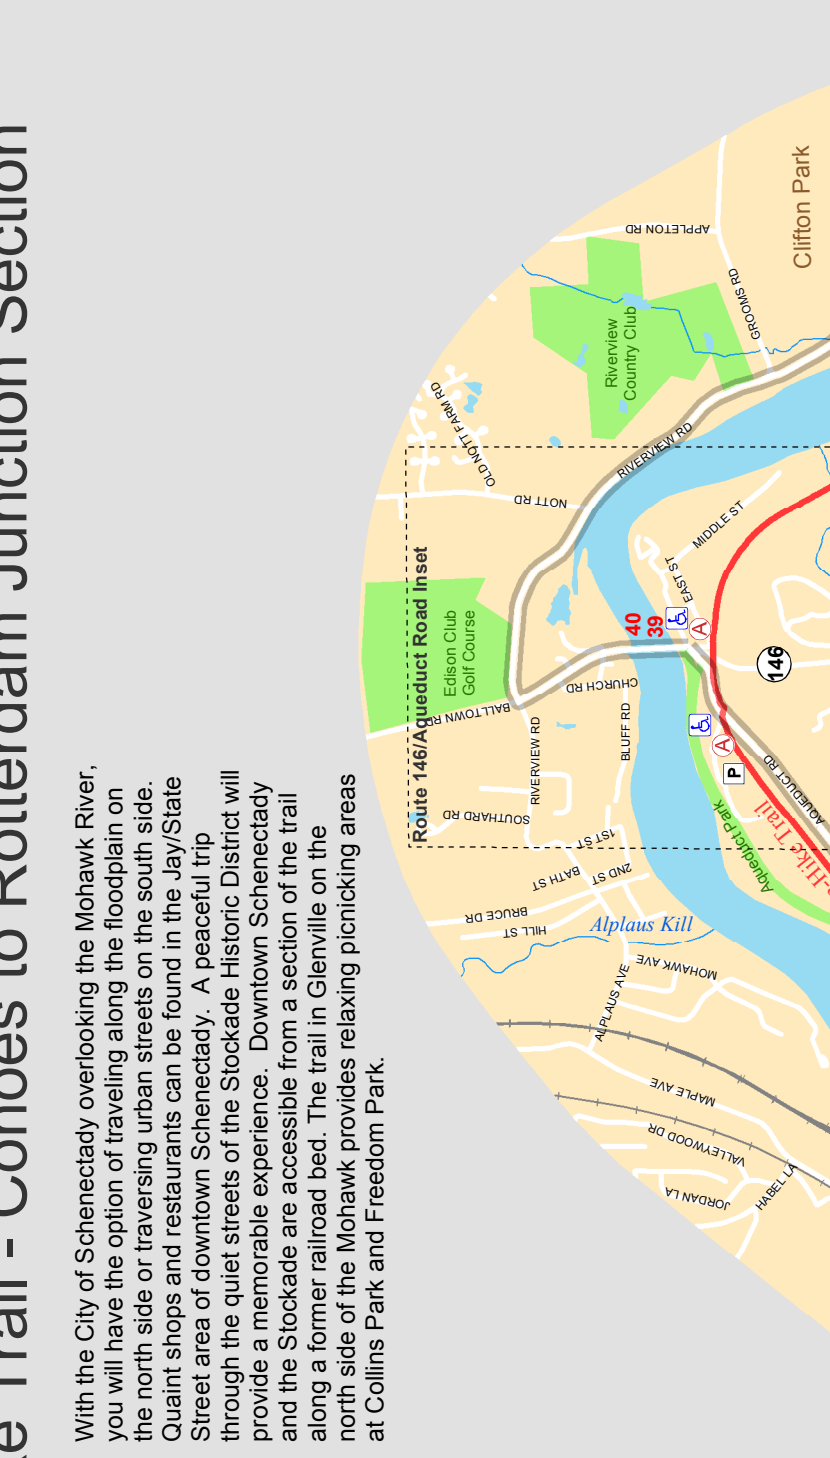 e Trail - Cohoes to Rotterdam Junction Section
With the City of Schenectady overlooking the Mohawk River,
you will have the option of traveling along the floodplain on
the north side or traversing urban streets on the south side.
Quaint shops and restaurants can be found in the Jay/State
Street area of downtown Schenectady. A peaceful trip
through the quiet streets of the Stockade Historic District will
provide a memorable experience. Downtown Schenectady
and the Stockade are accessible from a section of the trail
along a former railroad bed. The trail in Glenville on the
north side of the Mohawk provides relaxing picnicking areas
at Collins Park and Freedom Park.
Route 146/Aqueduct Road Inset
Edison Club
Golf Course
Riverview
Country Club
Clifton Park
APPLETON RD
GROOMS RD
OLD NOTT FARM RD
NOTT RD
RIVERVIEW RD
MIDDLE ST
EAST ST
40
39
A
146
CHURCH RD
BALLTOWN RD
RIVERVIEW RD
BLUFF RD
A
P
AQUEDUCT RD
Aqueduct Park
-Hike Trail
SOUTHARD RD
1ST ST
BATH ST
2ND ST
BRUCE DR
HILL ST
Alplaus Kill
MOHAWK AVE
ALPLAUS AVE
MAPLE AVE
VALLEYWOOD DR
JORDAN LA
HABEL LA